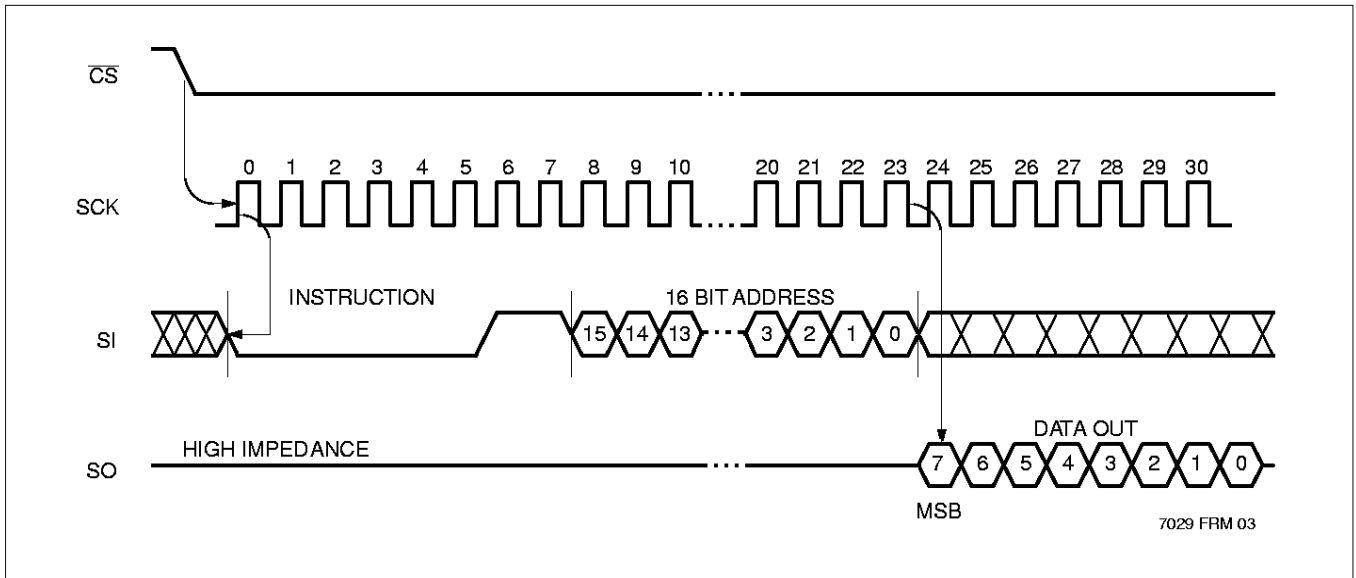 CS
0 1 2 3 4 5 6 7 8 9 10 20 21 22 23 24 25 26 27 28 29 30
SCK
INSTRUCTION 16 BIT ADDRESS
SI 15 14 13 3 2 1 0
HIGH IMPEDANCE DATA OUT
SO 7 6 5 4 3 2 1 0
MSB
7029 FRM 03